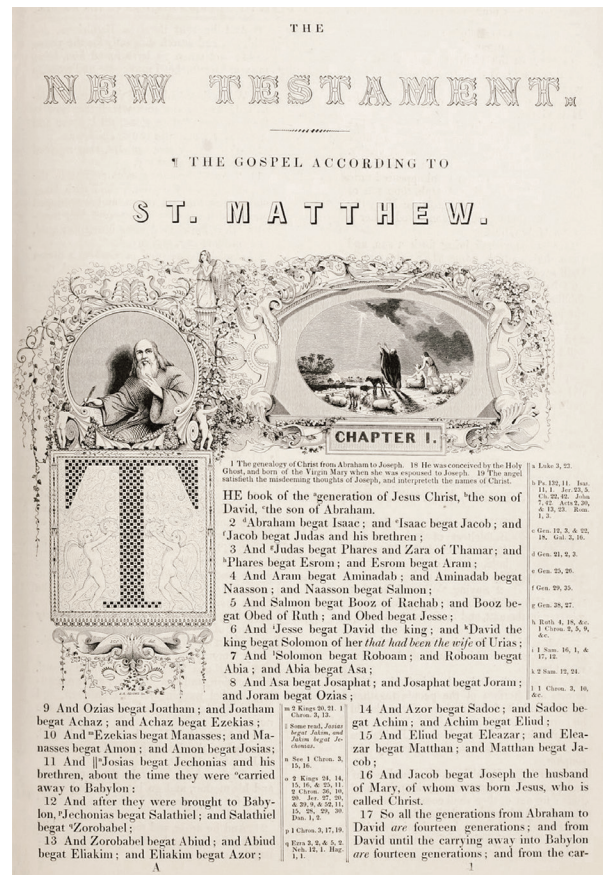 THE
NEW TESTAMENT.
¶ THE GOSPEL ACCORDING TO
ST. MATTHEW.
CHAPTER I.
1 The genealogy of Christ from Abraham to Joseph. 18 He was conceived by the Holy
Ghost, and born of the Virgin Mary when she was espoused to Joseph. 19 The angel
satisfieth the misdeeming thoughts of Joseph, and interpreteth the names of Christ.
THE book of the ᵃgeneration of Jesus Christ, ᵇthe son of
David, ᶜthe son of Abraham.
2 ᵈAbraham begat Isaac; and ᵉIsaac begat Jacob; and
ᶠJacob begat Judas and his brethren;
3 And ᵍJudas begat Phares and Zara of Thamar; and
ʰPhares begat Esrom; and Esrom begat Aram;
4 And Aram begat Aminadab; and Aminadab begat
Naasson; and Naasson begat Salmon;
5 And Salmon begat Booz of Rachab; and Booz be-
gat Obed of Ruth; and Obed begat Jesse;
6 And ⁱJesse begat David the king; and ᵏDavid the
king begat Solomon of her that had been the wife of Urias;
7 And ˡSolomon begat Roboam; and Roboam begat
Abia; and Abia begat Asa;
8 And Asa begat Josaphat; and Josaphat begat Joram;
and Joram begat Ozias;
a Luke 3, 23.
b Ps. 132, 11. Isai.
11, 1. Jer. 23, 5.
Ch. 22, 42. John
7, 42. Acts 2, 30,
& 13, 23. Rom.
1, 3.
c Gen. 12, 3, & 22,
18. Gal. 3, 16.
d Gen. 21, 2, 3.
e Gen. 25, 26.
f Gen. 29, 35.
g Gen. 38, 27.
h Ruth 4, 18, &c.
1 Chron. 2, 5, 9,
&c.
i 1 Sam. 16, 1, &
17, 12.
k 2 Sam. 12, 24.
l 1 Chron. 3, 10,
&c.
9 And Ozias begat Joatham; and Joatham
begat Achaz; and Achaz begat Ezekias;
10 And ᵐEzekias begat Manasses; and Ma-
nasses begat Amon; and Amon begat Josias;
11 And ‖ⁿJosias begat Jechonias and his
brethren, about the time they were ᵒcarried
away to Babylon:
12 And after they were brought to Baby-
lon, ᵖJechonias begat Salathiel; and Salathiel
begat qZorobabel;
13 And Zorobabel begat Abiud; and Abiud
begat Eliakim; and Eliakim begat Azor;
m 2 Kings 20, 21. 1
Chron. 3, 13.
‖ Some read, Josias
begat Jakim, and
Jakim begat Je-
chonias.
n See 1 Chron. 3,
15, 16.
o 2 Kings 24, 14,
15, 16, & 25, 11.
2 Chron. 36, 10,
20. Jer. 27, 20,
& 39, 9, & 52, 11,
15, 28, 29, 30.
Dan. 1, 2.
p 1 Chron. 3, 17, 19.
q Ezra 3, 2, & 5, 2.
Neh. 12, 1. Hag.
1, 1.
14 And Azor begat Sadoc; and Sadoc be-
gat Achim; and Achim begat Eliud;
15 And Eliud begat Eleazar; and Elea-
zar begat Matthan; and Matthan begat Ja-
cob;
16 And Jacob begat Joseph the husband
of Mary, of whom was born Jesus, who is
called Christ.
17 So all the generations from Abraham to
David are fourteen generations; and from
David until the carrying away into Babylon
are fourteen generations; and from the car-
A
1